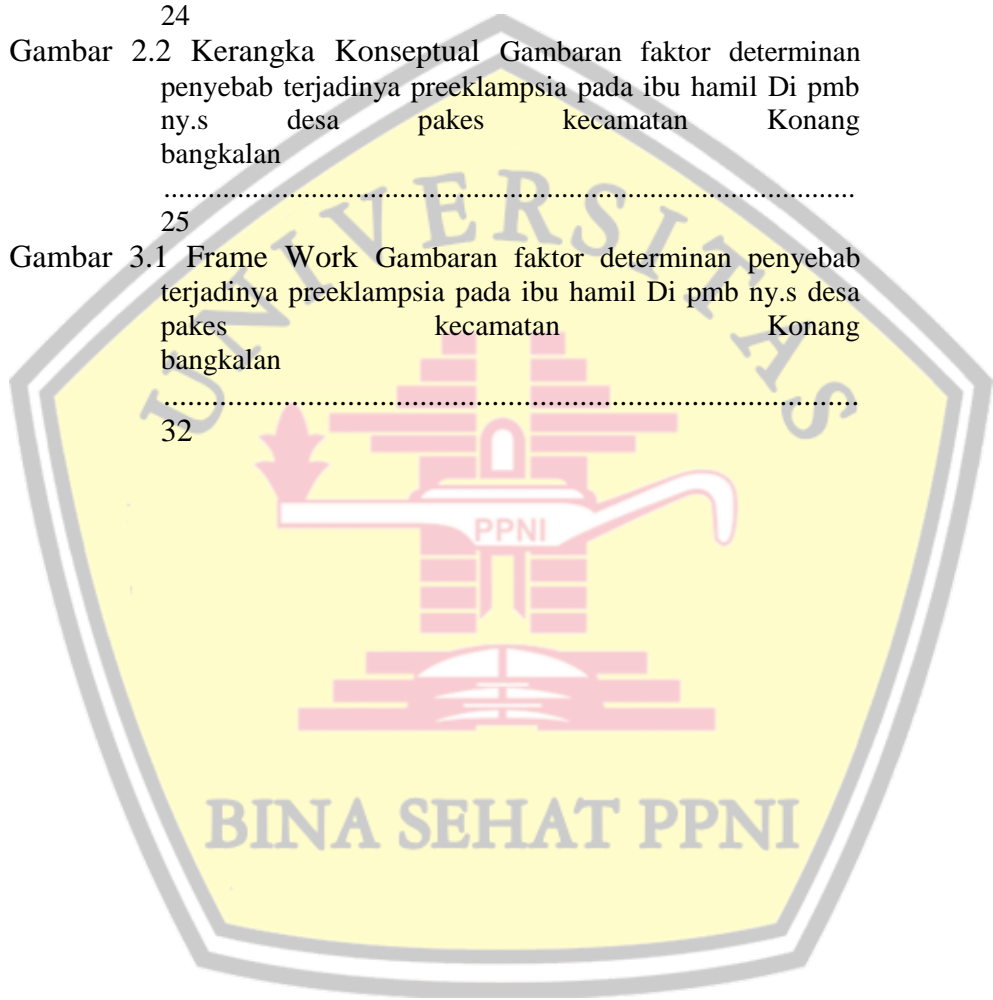 24
Gambar 2.2 Kerangka Konseptual Gambaran faktor determinan
penyebab terjadinya preeklampsia pada ibu hamil Di pmb
ny.s desa pakes kecamatan Konang
bangkalan
..............................................................................................
25
Gambar 3.1 Frame Work Gambaran faktor determinan penyebab
terjadinya preeklampsia pada ibu hamil Di pmb ny.s desa
pakes kecamatan Konang
bangkalan
..............................................................................................
32
UNIVERSITAS
PPNI
BINA SEHAT PPNI